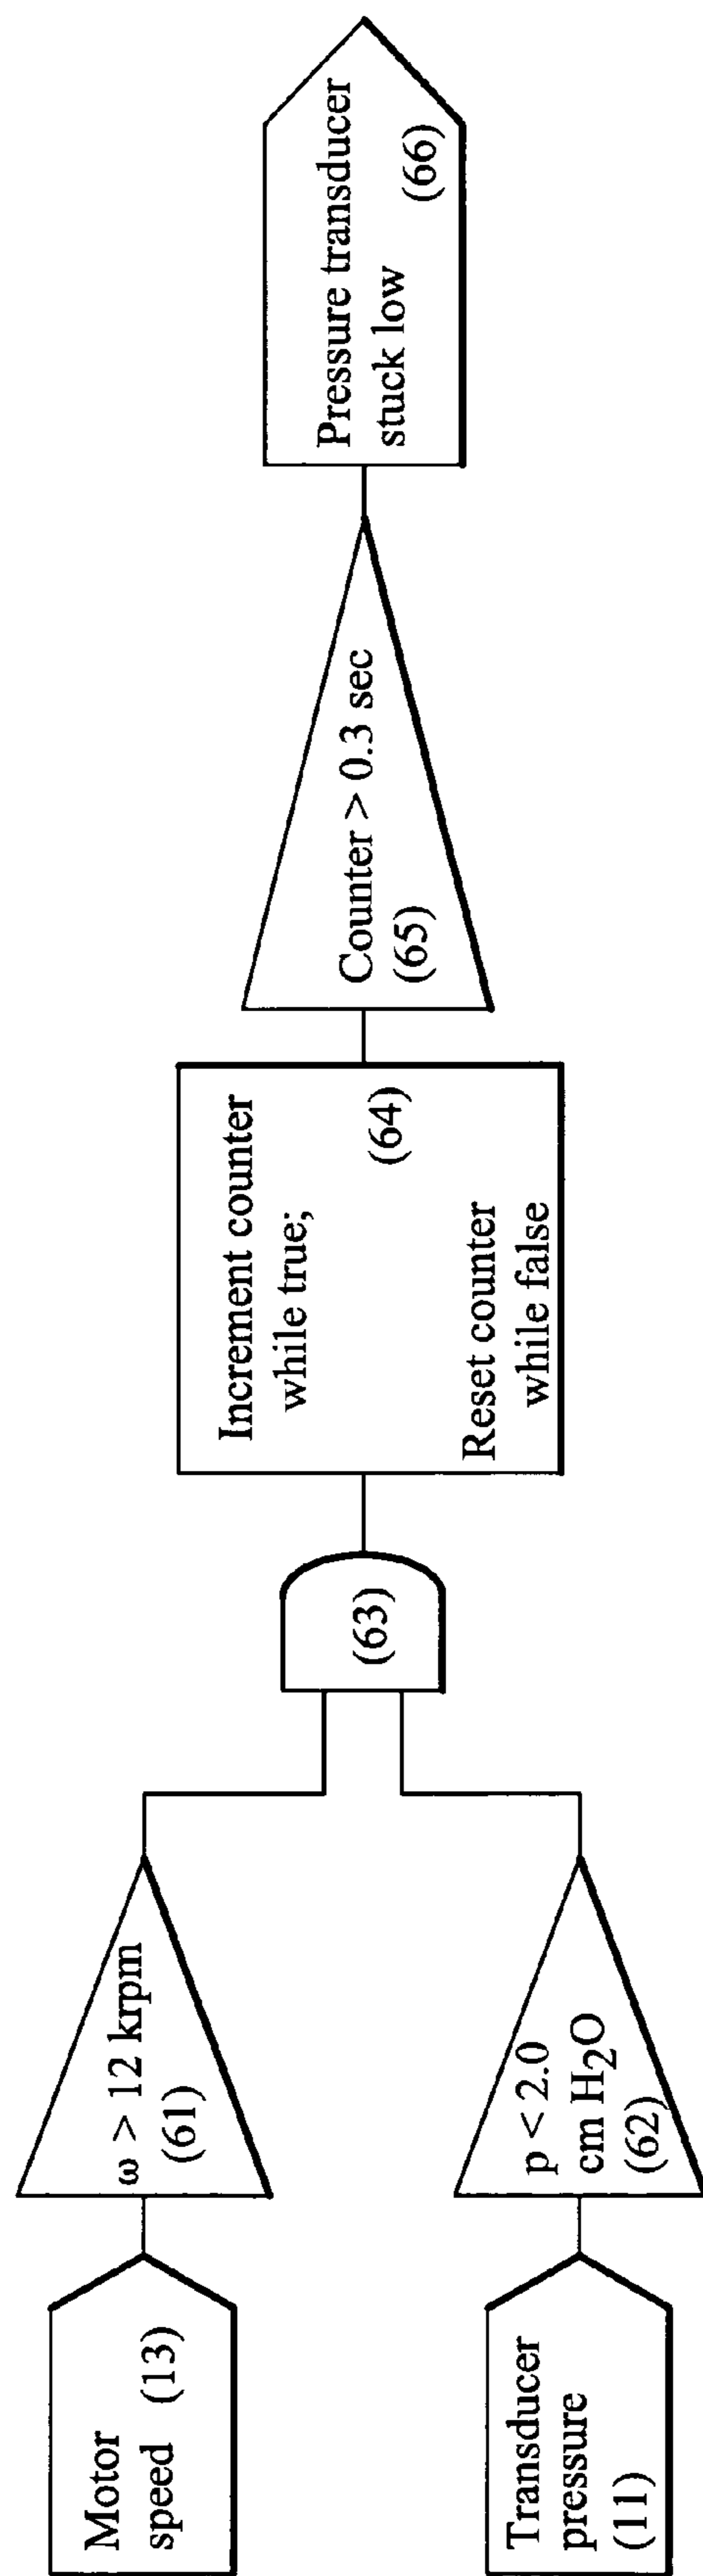 Motor
speed (13)
ω > 12 krpm
(61)
Transducer
pressure
(11)
p < 2.0
cm H₂O
(62)
(63)
Increment counter
while true;
(64)
Reset counter
while false
Counter > 0.3 sec
(65)
Pressure transducer
stuck low
(66)